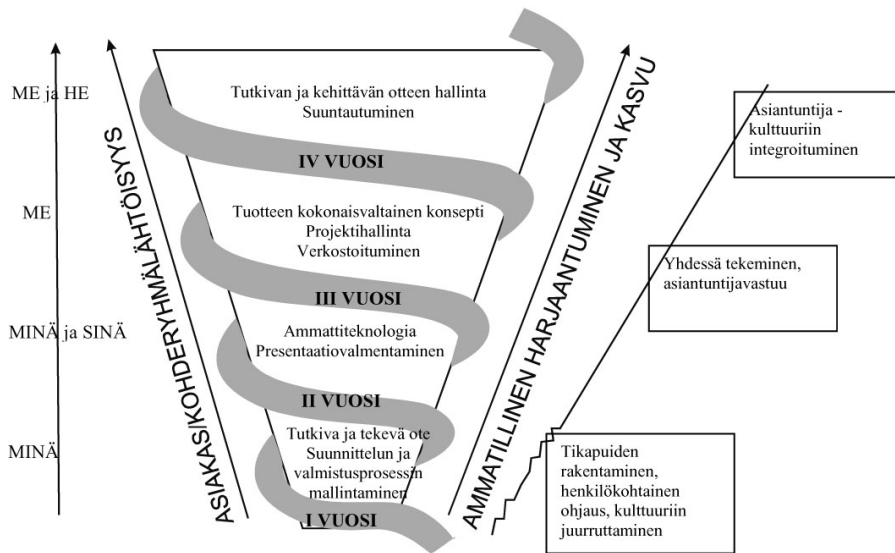 ME ja HE
ME
MINÄ ja SINÄ
MINÄ
ASIAKAS/KOHDERYHMÄLÄHTÖISYYS
Tutkivan ja kehittävän otteen hallinta
Suuntautuminen
IV VUOSI
Tuotteen kokonaisvaltainen konsepti
Projektihallinta
Verkostoituminen
III VUOSI
Ammattiteknologia
Presentaatiovalmentaminen
II VUOSI
Tutkiva ja tekevä ote
Suunnittelun ja
valmistusprosessin
mallintaminen
I VUOSI
AMMATILLINEN HARJAANTUMINEN JA KASVU
Asiantuntija -
kulttuuriin
integroituminen
Yhdessä tekeminen,
asiantuntijavastuu
Tikapuiden
rakentaminen,
henkilökohtainen
ohjaus, kulttuuriin
juurruttaminen